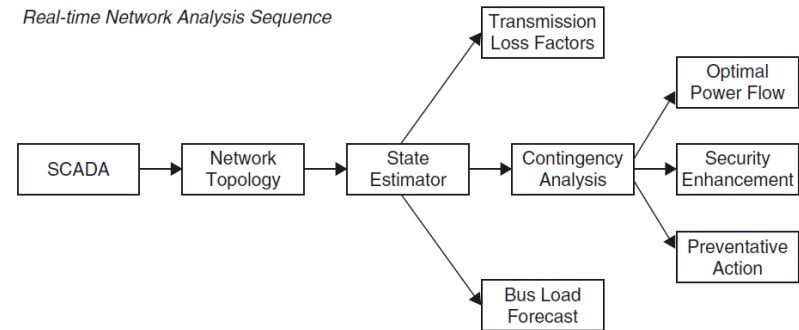 Real-time Network Analysis Sequence
Transmission
Loss Factors
Optimal
Power Flow
SCADA
Network
Topology
State
Estimator
Contingency
Analysis
Security
Enhancement
Preventative
Action
Bus Load
Forecast